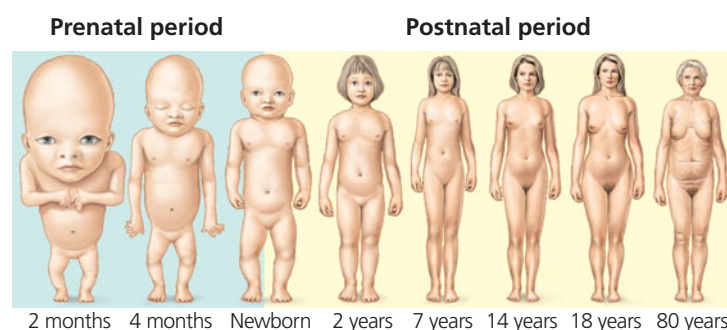 Prenatal period Postnatal period
2 months 4 months Newborn 2 years 7 years 14 years 18 years 80 years